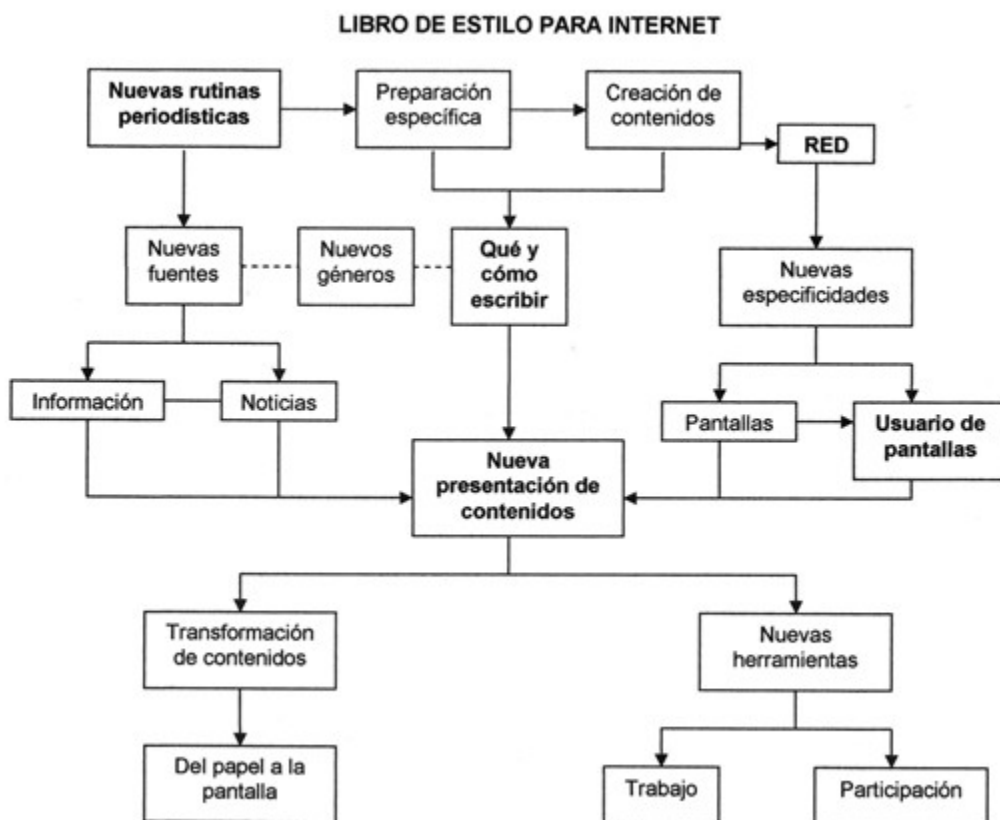 LIBRO DE ESTILO PARA INTERNET
Nuevas rutinas
periodísticas
Preparación
específica
Creación de
contenidos
RED
Nuevas
fuentes
Nuevos
géneros
Qué y
cómo
escribir
Nuevas
especificidades
Información
Noticias
Pantallas
Usuario de
pantallas
Nueva
presentación de
contenidos
Transformación
de contenidos
Nuevas
herramientas
Del papel a la
pantalla
Trabajo
Participación